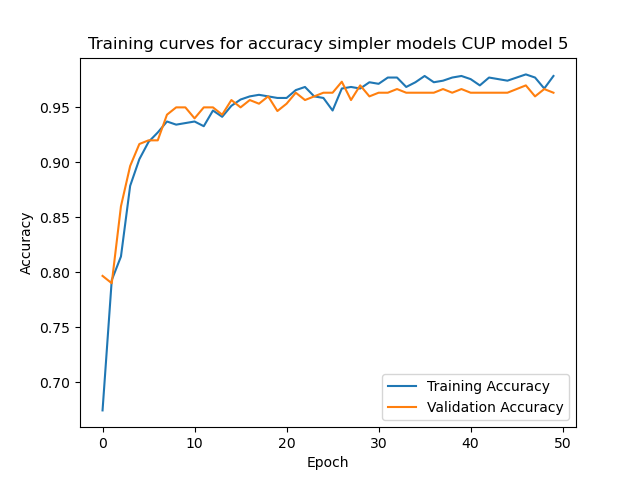 Training curves for accuracy simpler models CUP model 5
0.95
0.90
0.85
0.80
0.75
0.70
Accuracy
0 10 20 30 40 50
Epoch
Training Accuracy
Validation Accuracy